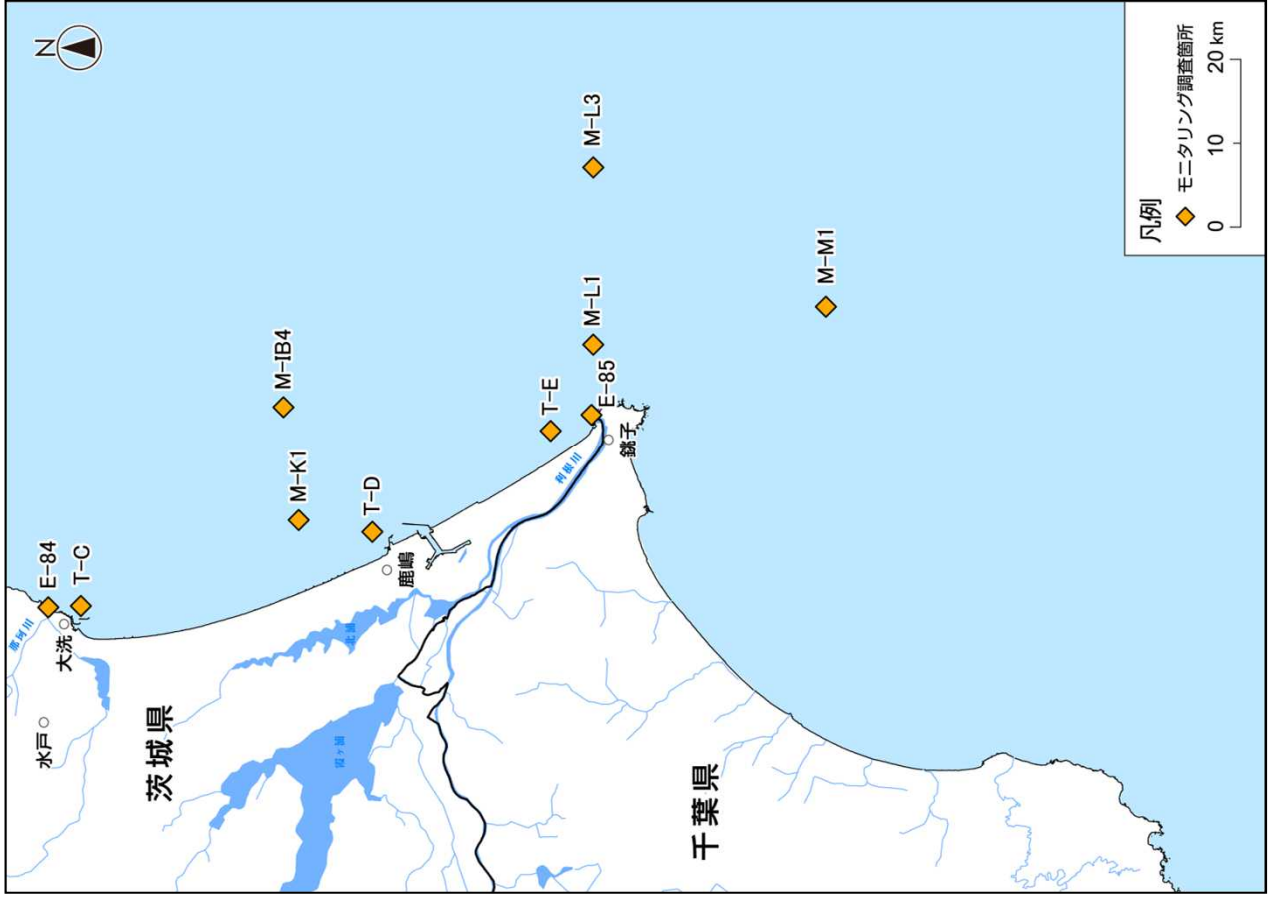 N
E-84
T-C
那珂川
大洗
水戸
茨城県
M-IB4
M-K1
T-D
鹿嶋
北浦
霞ヶ浦
T-E
利根川
E-85
M-L1
M-L3
銚子
M-M1
千葉県
凡例
モニタリング調査箇所
0 10 20 km